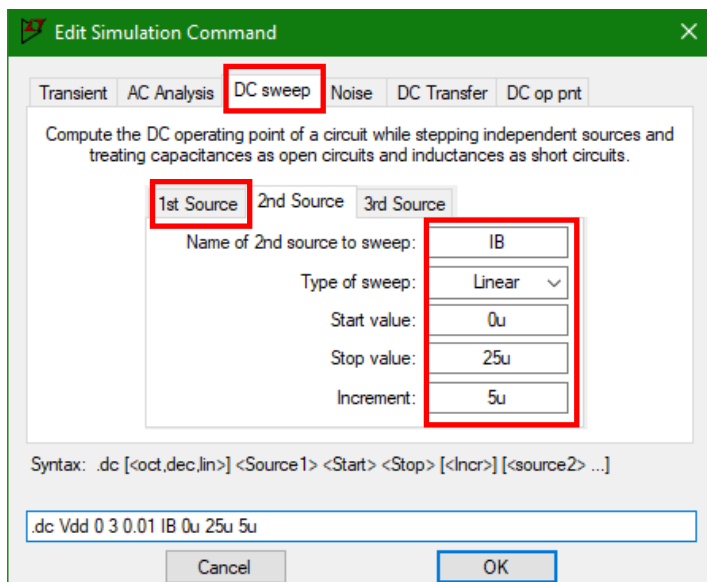 Edit Simulation Command
Transient AC Analysis DC sweep Noise DC Transfer DC op pnt
Compute the DC operating point of a circuit while stepping independent sources and
treating capacitances as open circuits and inductances as short circuits.
1st Source 2nd Source 3rd Source
Name of 2nd source to sweep: IB
Type of sweep: Linear
Start value: 0u
Stop value: 25u
Increment: 5u
Syntax: .dc [<oct,dec,lin>] <Source1> <Start> <Stop> [<Incr>] [<source2> ...]
.dc Vdd 0 3 0.01 IB 0u 25u 5u
Cancel OK